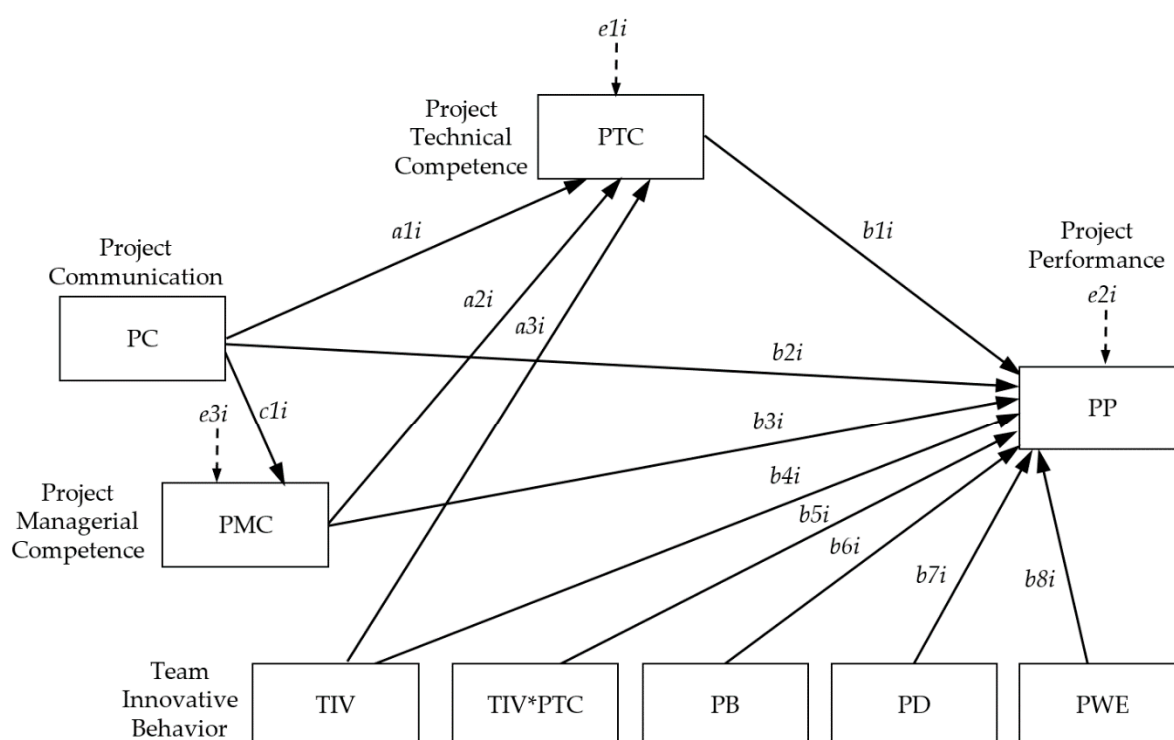 e1i
Project
Technical
Competence
PTC
a1i
b1i
Project
Communication
PC
a2i
a3i
Project
Performance
e2i
b2i
PP
e3i
c1i
b3i
Project
Managerial
Competence
PMC
b4i
b5i
b6i
b7i
b8i
Team
Innovative
Behavior
TIV
TIV*PTC
PB
PD
PWE